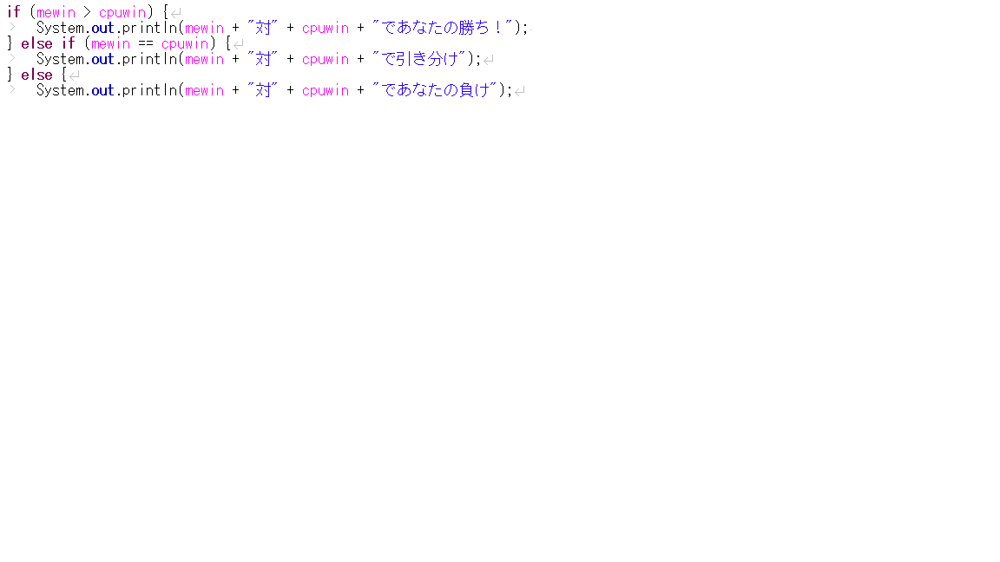 if (mewin > cpuwin) {↵
> System.out.println(mewin + "対" + cpuwin + "であなたの勝ち！");
} else if (mewin == cpuwin) {↵
> System.out.println(mewin + "対" + cpuwin + "で引き分け");↵
} else {↵
> System.out.println(mewin + "対" + cpuwin + "であなたの負け");↵